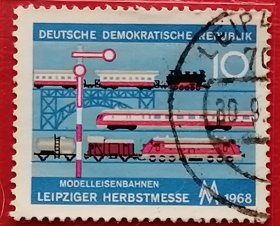 DEUTSCHE DEMOKRATISCHE REPUBLIK
10
MODELLEISENBAHNEN
LEIPZIGER HERBSTMESSE M 1968